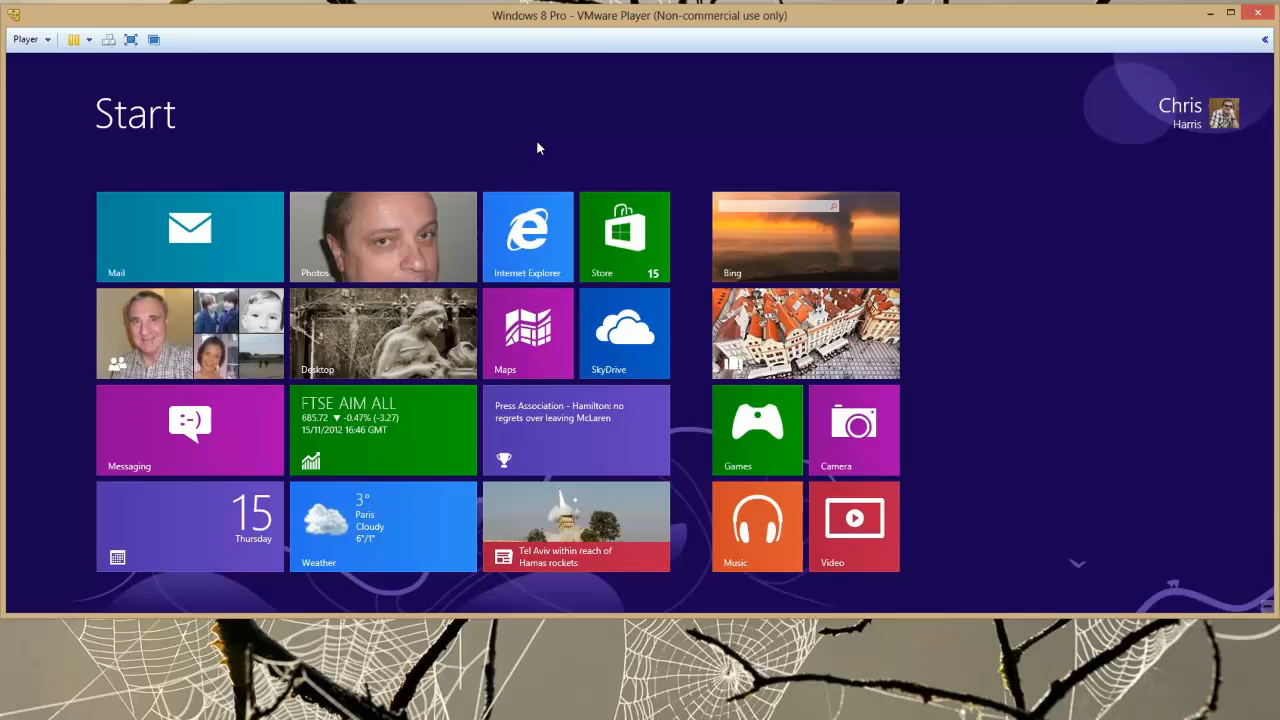 Windows 8 Pro - VMware Player (Non-commercial use only)
Player
Start
Chris
Harris
Mail
Photos
Internet Explorer
Store
15
Bing
Desktop
Maps
SkyDrive
Messaging
FTSE AIM ALL
685.72 ▼ -0.47% (-3.27)
15/11/2012 16:46 GMT
Press Association - Hamilton: no
regrets over leaving McLaren
Games
Camera
15
Thursday
3°
Paris
Cloudy
6°/1°
Weather
Tel Aviv within reach of
Hamas rockets
Music
Video